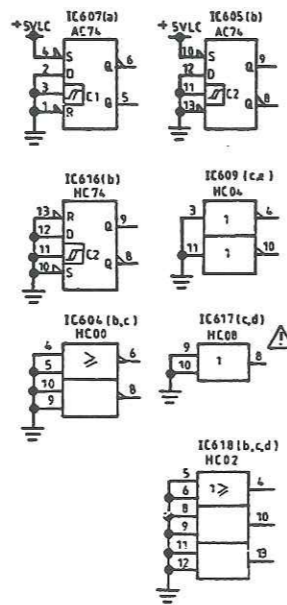 IC607(a) IC605(b)
+5VLC AC74 +5VLC AC74
4 S Q 6 10 S Q 9
2 D 12 D
3 C1 11 C2
1 R Q 5 13 S Q 8
IC616(b) IC609(c,e)
HC74 HC04
13 R Q 9 3 1 4
12 D
11 C2 11 1 10
10 S Q 8
IC604(b,c) IC617(c,d)
HC00 HC08
4 ≥ 6 9 1 8
5 10
10 8
9
IC618(b,c,d)
HC02
5 1≥ 4
6
8 10
9
11 13
12